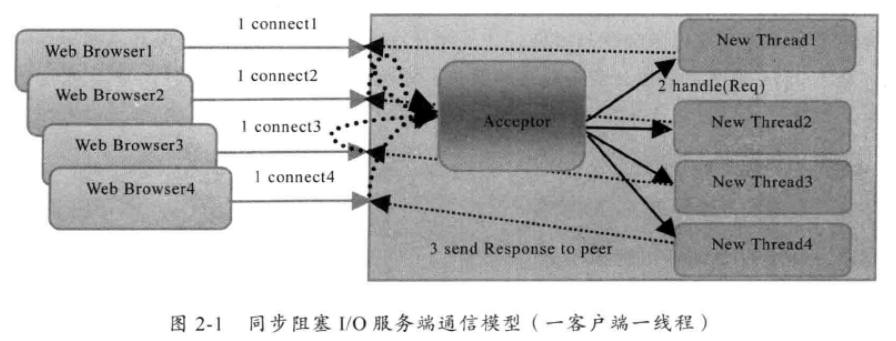 Web Browser1
Web Browser2
Web Browser3
Web Browser4
1 connect1
1 connect2
1 connect3
1 connect4
Acceptor
New Thread1
2 handle(Req)
New Thread2
New Thread3
New Thread4
3 send Response to peer
图 2-1 同步阻塞 I/O 服务端通信模型（一客户端一线程）